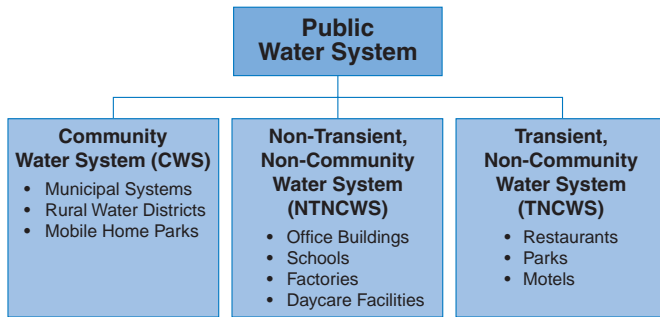 Public
Water System
Community
Water System (CWS)
• Municipal Systems
• Rural Water Districts
• Mobile Home Parks
Non-Transient,
Non-Community
Water System
(NTNCWS)
• Office Buildings
• Schools
• Factories
• Daycare Facilities
Transient,
Non-Community
Water System
(TNCWS)
• Restaurants
• Parks
• Motels